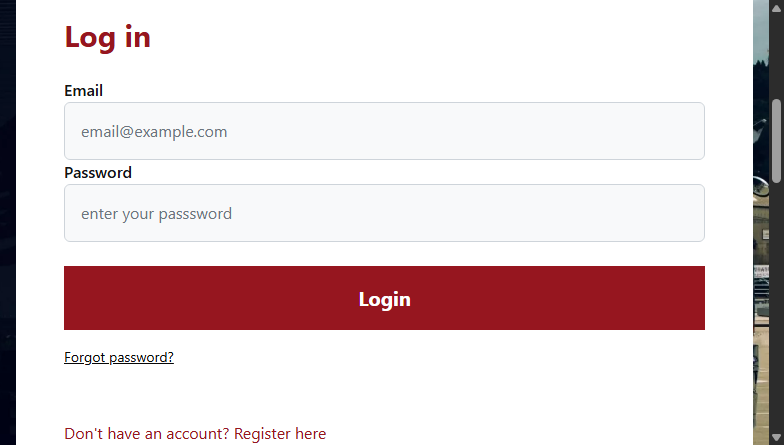 Log in
Email
email@example.com
Password
enter your passsword
Login
Forgot password?
Don't have an account? Register here